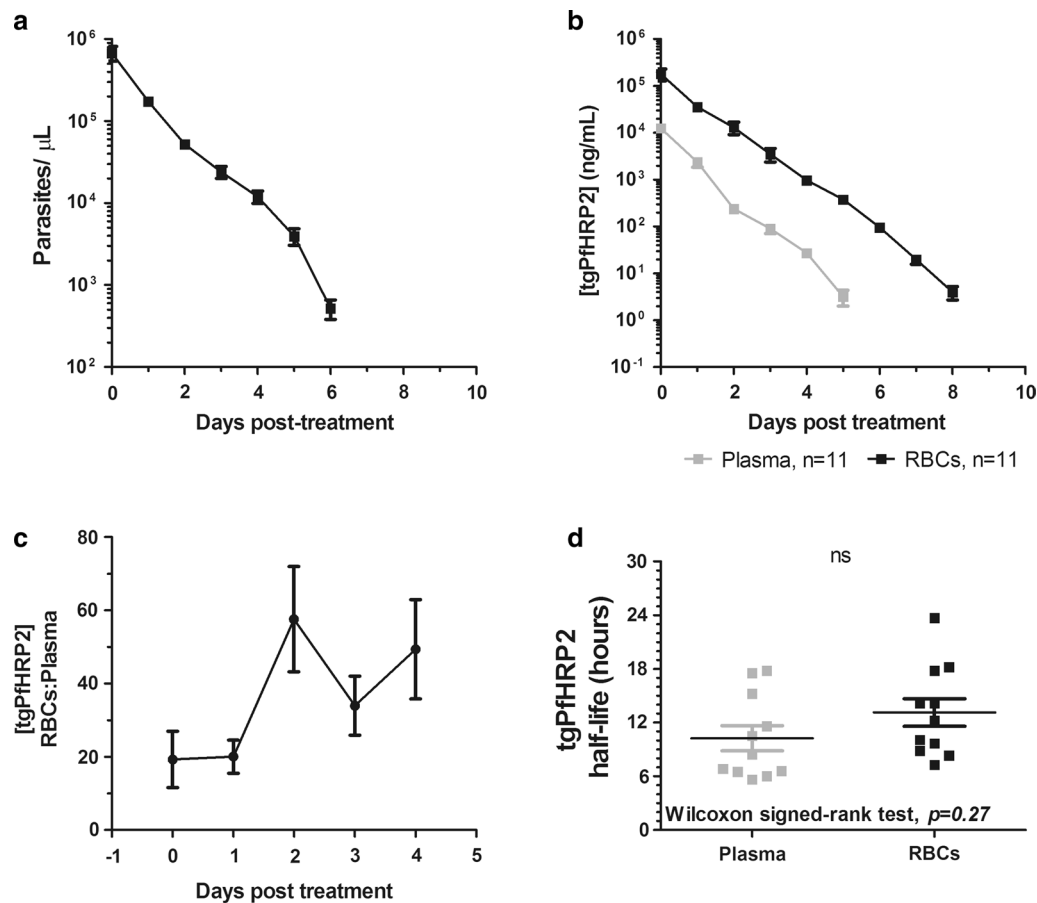 a
10^6
10^5
10^4
10^3
10^2
Parasites/ μL
0 2 4 6 8 10
Days post-treatment
b
10^6
10^5
10^4
10^3
10^2
10^1
10^0
10^-1
[tgPfHRP2] (ng/mL)
0 2 4 6 8 10
Days post treatment
Plasma, n=11 RBCs, n=11
c
80
60
40
20
0
[tgPfHRP2]
RBCs:Plasma
-1 0 1 2 3 4 5
Days post treatment
d
ns
30
24
18
12
6
0
tgPfHRP2
half-life (hours)
Wilcoxon signed-rank test, p=0.27
Plasma RBCs